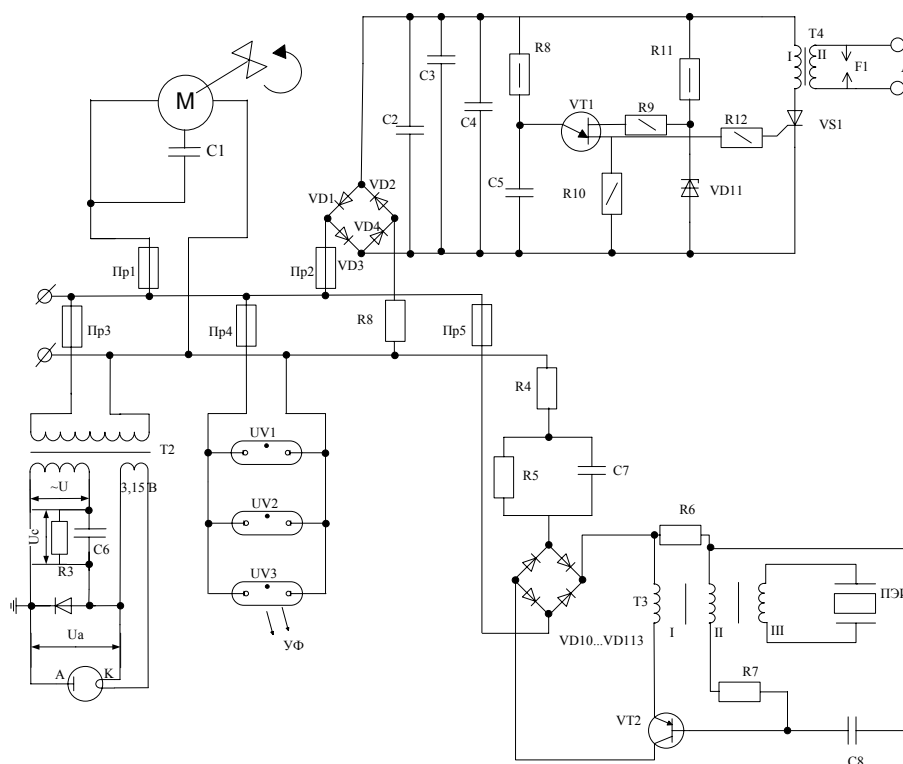 T4
R8
R11
I
II
F1
C3
C2
C4
VT1
R9
R12
VS1
M
C1
C5
R10
VD11
VD1
VD2
VD4
VD3
Пр1
Пр2
Пр3
Пр4
R8
Пр5
R4
T2
UV1
R5
C7
~U
3,15 В
Uc
C6
R3
UV2
R6
UV3
T3
ПЭИ
I
II
III
УФ
VD10...VD113
Ua
A
K
R7
VT2
C8